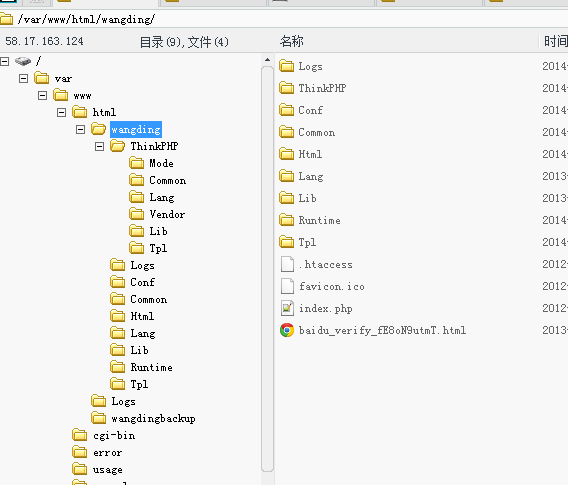 /var/www/html/wangding/
58.17.163.124 目录(9),文件(4) 名称 时间
/
var
www
html
wangding
ThinkPHP
Mode
Common
Lang
Vendor
Lib
Tpl
Logs
Conf
Common
Html
Lang
Lib
Runtime
Tpl
Logs
wangdingbackup
cgi-bin
error
usage
Logs 2014-
ThinkPHP 2014-
Conf 2014-
Common 2014-
Html 2014-
Lang 2013-
Lib 2013-
Runtime 2014-
Tpl 2014-
.htaccess 2012-
favicon.ico 2012-
index.php 2012-
baidu_verify_fE8oN9utmT.html 2013-